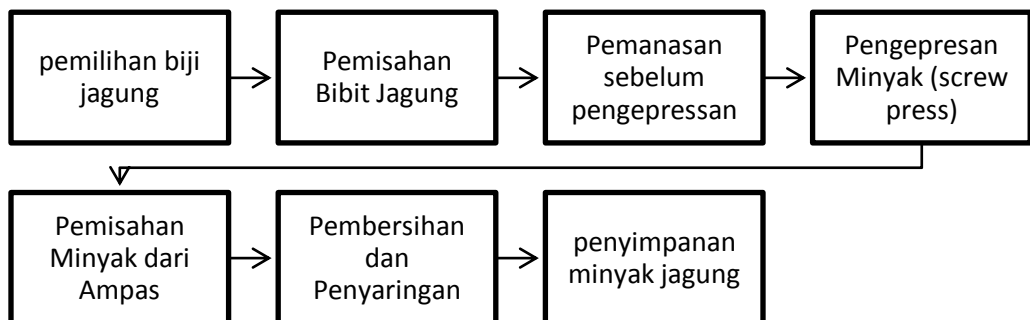 pemilihan biji
jagung
Pemisahan
Bibit Jagung
Pemanasan
sebelum
pengepressan
Pengepresan
Minyak (screw
press)
Pemisahan
Minyak dari
Ampas
Pembersihan
dan
Penyaringan
penyimpanan
minyak jagung